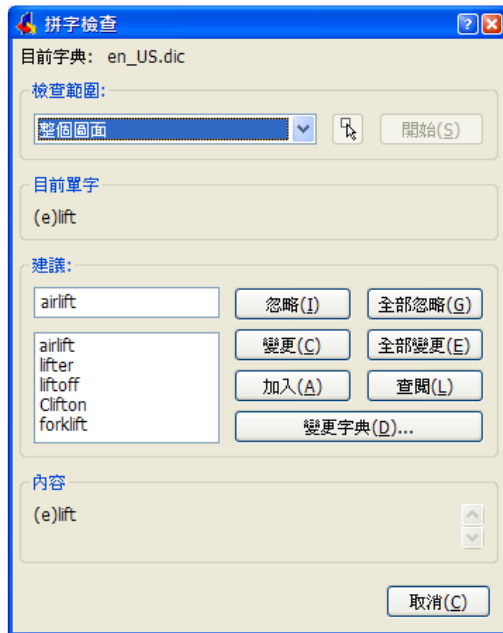 拼字檢查
目前字典: en_US.dic
檢查範圍:
整個圖面
開始(S)
目前單字
(e)lift
建議:
airlift
忽略(I)
全部忽略(G)
airlift
lifter
liftoff
Clifton
forklift
變更(C)
全部變更(E)
加入(A)
查閱(L)
變更字典(D)...
內容
(e)lift
取消(C)